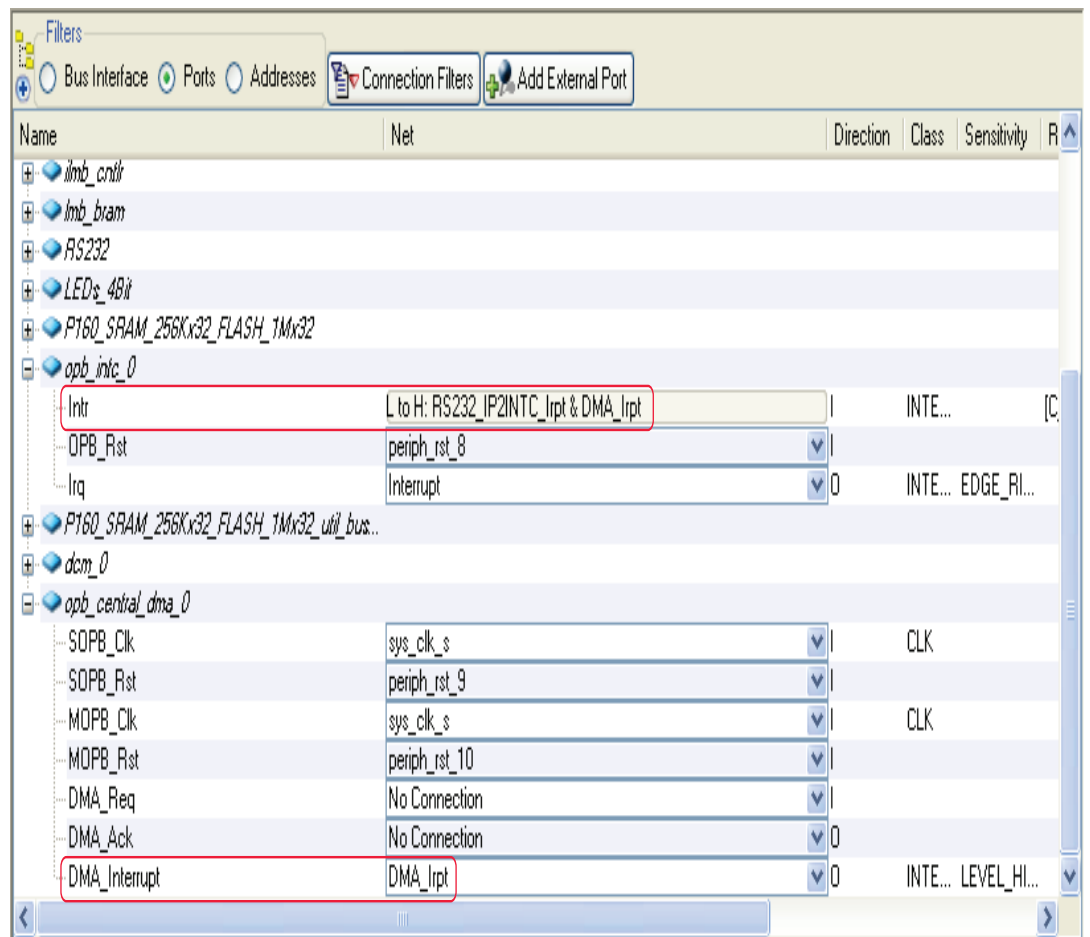 Filters
Bus Interface Ports Addresses Connection Filters Add External Port
Name Net Direction Class Sensitivity R
ilmb_cntlr
lmb_bram
RS232
LEDs_4Bit
P160_SRAM_256Kx32_FLASH_1Mx32
opb_intc_0
Intr L to H: RS232_IP2INTC_Irpt & DMA_Irpt I INTE... [C
OPB_Rst periph_rst_8 I
Irq Interrupt O INTE... EDGE_RI...
P160_SRAM_256Kx32_FLASH_1Mx32_util_bus...
dcm_0
opb_central_dma_0
SOPB_Clk sys_clk_s I CLK
SOPB_Rst periph_rst_9 I
MOPB_Clk sys_clk_s I CLK
MOPB_Rst periph_rst_10 I
DMA_Req No Connection I
DMA_Ack No Connection O
DMA_Interrupt DMA_Irpt O INTE... LEVEL_HI...